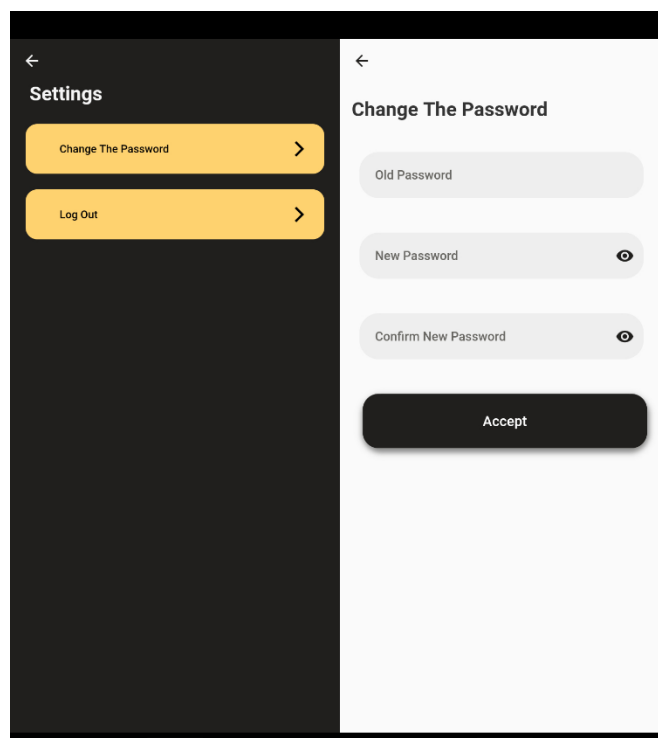 Settings
Change The Password
Log Out
Change The Password
Old Password
New Password
Confirm New Password
Accept